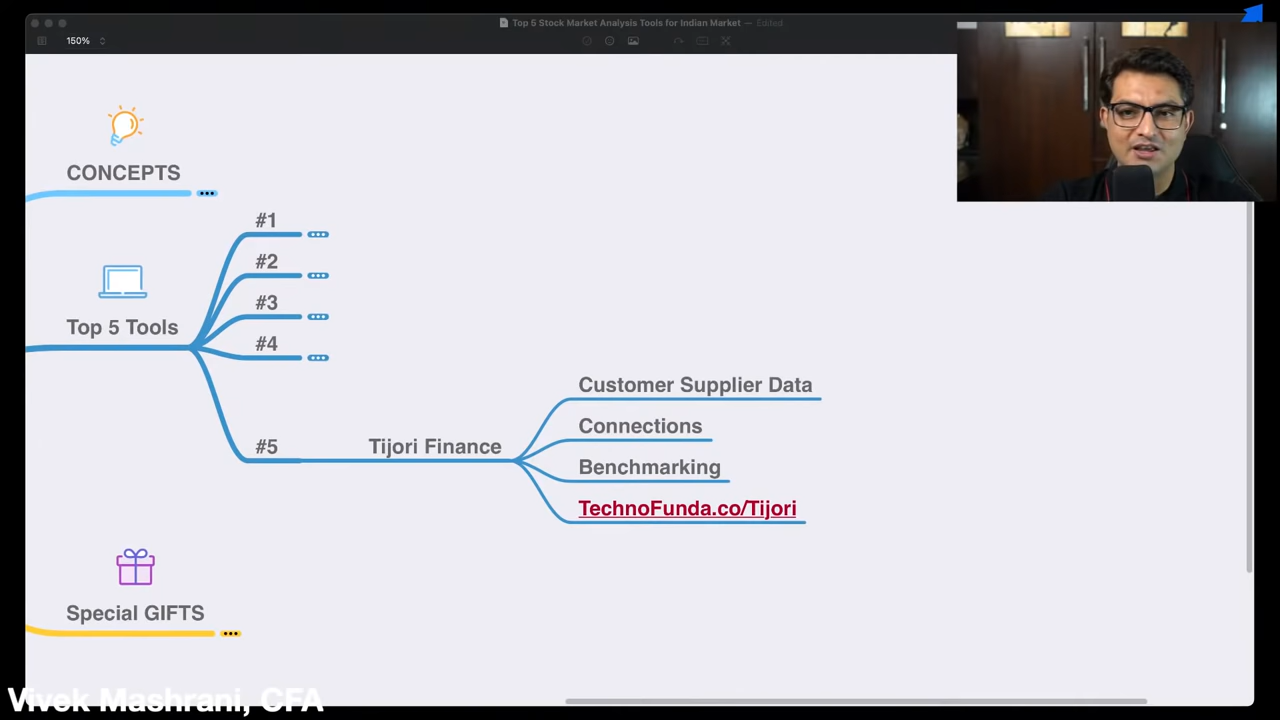 Top 5 Stock Market Analysis Tools for Indian Market — Edited
150%
CONCEPTS
#1
#2
Top 5 Tools
#3
#4
#5
Tijori Finance
Customer Supplier Data
Connections
Benchmarking
TechnoFunda.co/Tijori
Special GIFTS
Vivek Mashrani, CFA